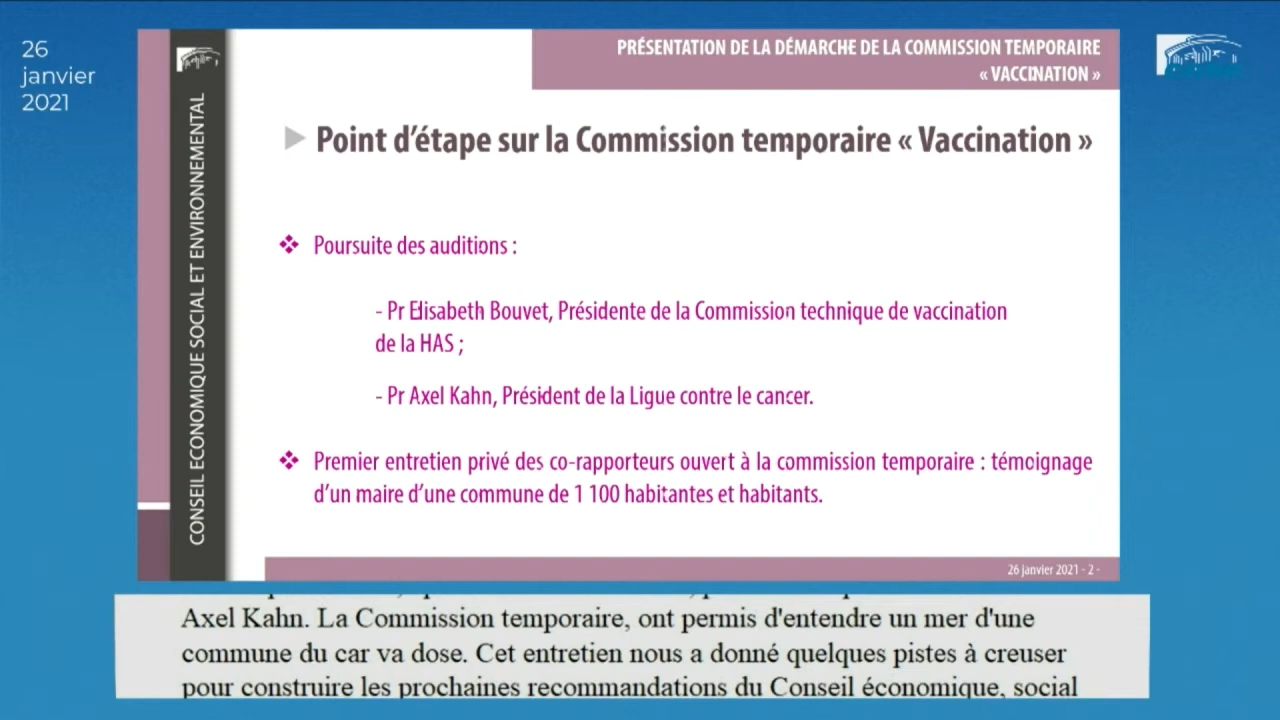 26
janvier
2021
PRÉSENTATION DE LA DÉMARCHE DE LA COMMISSION TEMPORAIRE
« VACCINATION »
CONSEIL ECONOMIQUE SOCIAL ET ENVIRONNEMENTAL
Point d'étape sur la Commission temporaire « Vaccination »
Poursuite des auditions :
- Pr Elisabeth Bouvet, Présidente de la Commission technique de vaccination
de la HAS ;
- Pr Axel Kahn, Président de la Ligue contre le cancer.
Premier entretien privé des co-rapporteurs ouvert à la commission temporaire : témoignage
d'un maire d'une commune de 1 100 habitantes et habitants.
26 janvier 2021 - 2 -
Axel Kahn. La Commission temporaire, ont permis d'entendre un mer d'une
commune du car va dose. Cet entretien nous a donné quelques pistes à creuser
pour construire les prochaines recommandations du Conseil économique, social